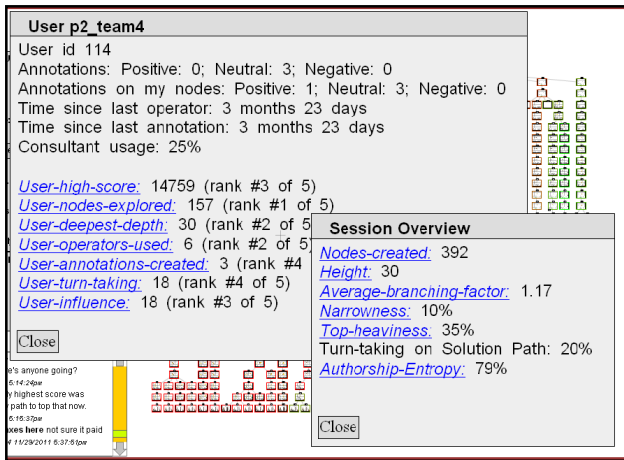 User p2_team4
User id 114
Annotations: Positive: 0; Neutral: 3; Negative: 0
Annotations on my nodes: Positive: 1; Neutral: 3; Negative: 0
Time since last operator: 3 months 23 days
Time since last annotation: 3 months 23 days
Consultant usage: 25%
User-high-score: 14759 (rank #3 of 5)
User-nodes-explored: 157 (rank #1 of 5)
User-deepest-depth: 30 (rank #2 of 5
User-operators-used: 6 (rank #2 of 5)
User-annotations-created: 3 (rank #4
User-turn-taking: 18 (rank #4 of 5)
User-influence: 18 (rank #3 of 5)
Close
Session Overview
Nodes-created: 392
Height: 30
Average-branching-factor: 1.17
Narrowness: 10%
Top-heaviness: 35%
Turn-taking on Solution Path: 20%
Authorship-Entropy: 79%
Close
e's anyone going?
5:14:24pm
y highest score was
path to top that now.
5:15:37pm
xes here not sure it paid
4 11/29/2011 5:37:51pm